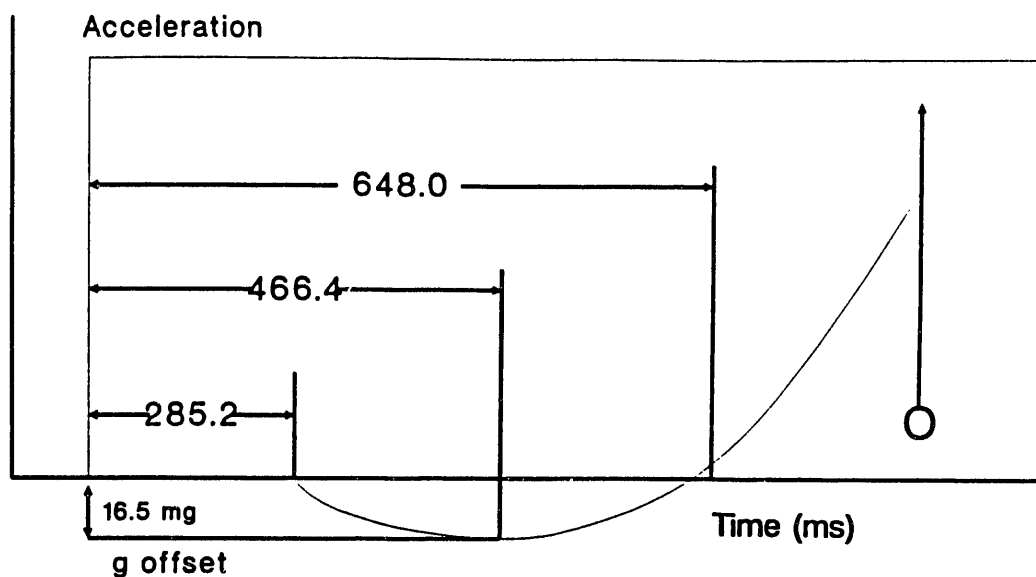 Acceleration
648.0
466.4
285.2
O
16.5 mg
Time (ms)
g offset